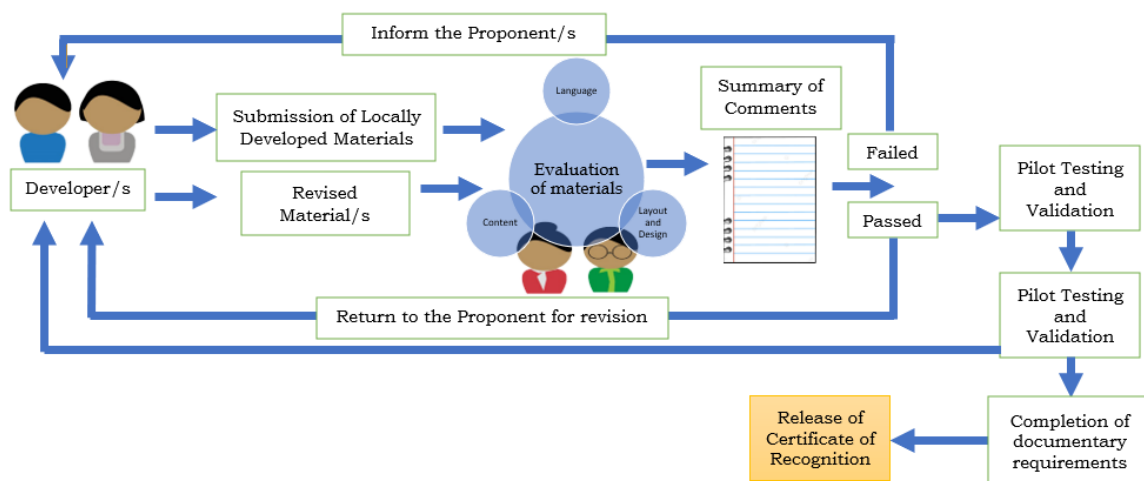 Inform the Proponent/s
Submission of Locally
Developed Materials
Developer/s
Revised
Material/s
Language
Evaluation
of materials
Content
Layout
and
Design
Summary of
Comments
Failed
Passed
Pilot Testing
and
Validation
Pilot Testing
and
Validation
Return to the Proponent for revision
Completion of
documentary
requirements
Release of
Certificate of
Recognition